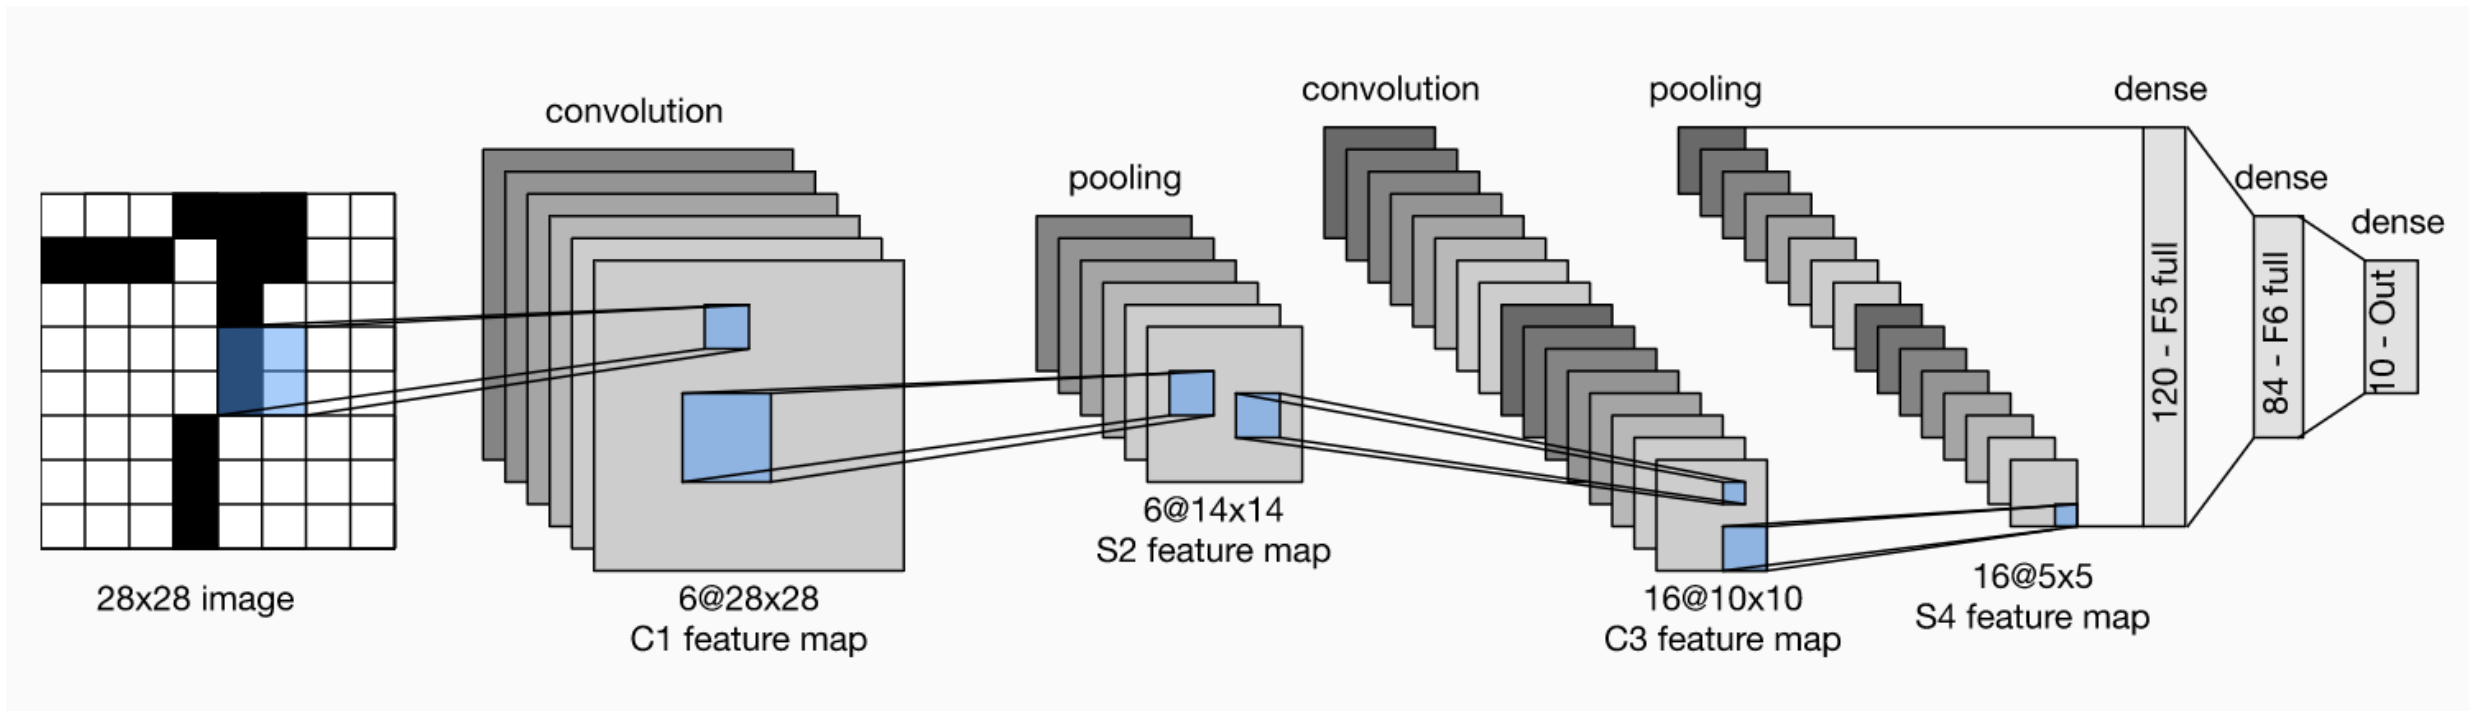 convolution
pooling
convolution
pooling
dense
dense
dense
28x28 image
6@28x28
C1 feature map
6@14x14
S2 feature map
16@10x10
C3 feature map
16@5x5
S4 feature map
120 - F5 full
84 - F6 full
10 - Out